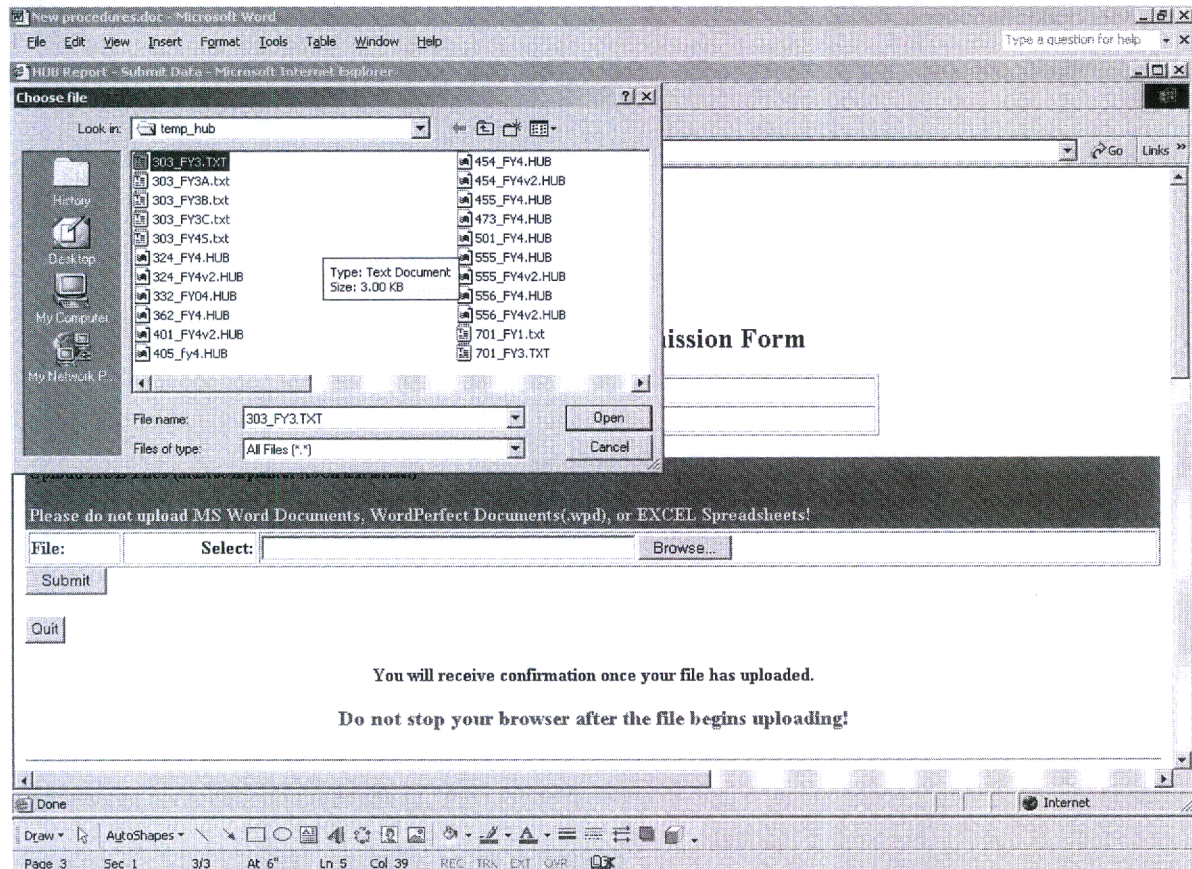 New procedures.doc - Microsoft Word
File Edit View Insert Format Tools Table Window Help
Type a question for help
HUB Report - Submit Data - Microsoft Internet Explorer
Choose file
Look in: temp_hub
Go Links »
History
Desktop
My Computer
My Network P...
303_FY3.TXT
303_FY3A.txt
303_FY3B.txt
303_FY3C.txt
303_FY4S.txt
324_FY4.HUB
324_FY4v2.HUB
332_FY04.HUB
362_FY4.HUB
401_FY4v2.HUB
405_fy4.HUB
454_FY4.HUB
454_FY4v2.HUB
455_FY4.HUB
473_FY4.HUB
501_FY4.HUB
555_FY4.HUB
555_FY4v2.HUB
556_FY4.HUB
556_FY4v2.HUB
701_FY1.txt
701_FY3.TXT
Type: Text Document
Size: 3.00 KB
ission Form
File name: 303_FY3.TXT Open
Files of type: All Files (*.*) Cancel
Please do not upload MS Word Documents, WordPerfect Documents(.wpd), or EXCEL Spreadsheets!
File: Select: Browse...
Submit
Quit
You will receive confirmation once your file has uploaded.
Do not stop your browser after the file begins uploading!
Done Internet
Draw AutoShapes
Page 3 Sec 1 3/3 At 6" Ln 5 Col 39 REC TRK EXT OVR